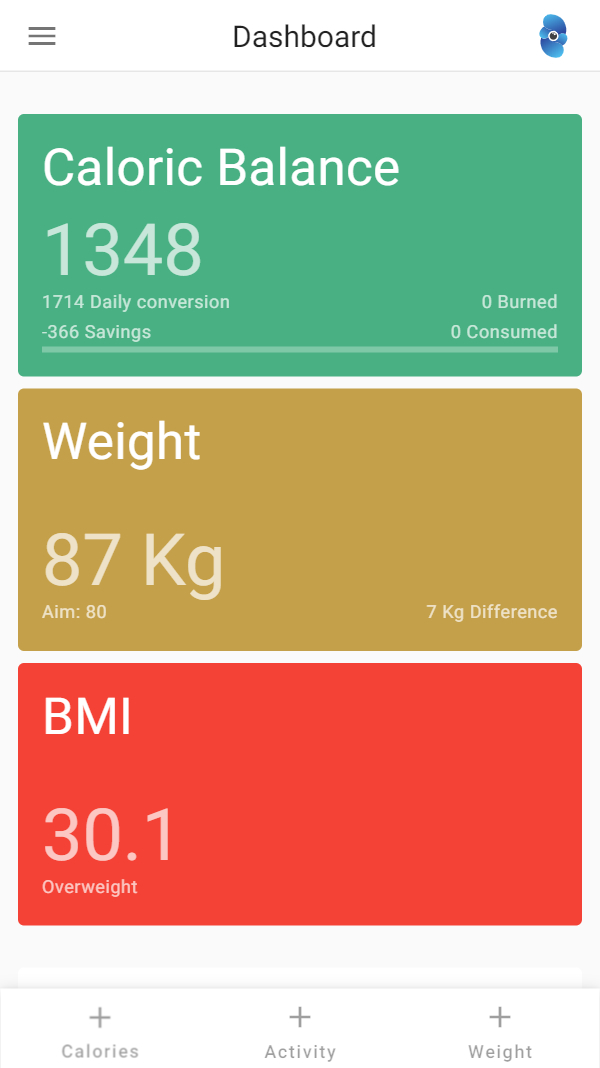 Dashboard
Caloric Balance
1348
1714 Daily conversion 0 Burned
-366 Savings 0 Consumed
Weight
87 Kg
Aim: 80 7 Kg Difference
BMI
30.1
Overweight
Calories Activity Weight